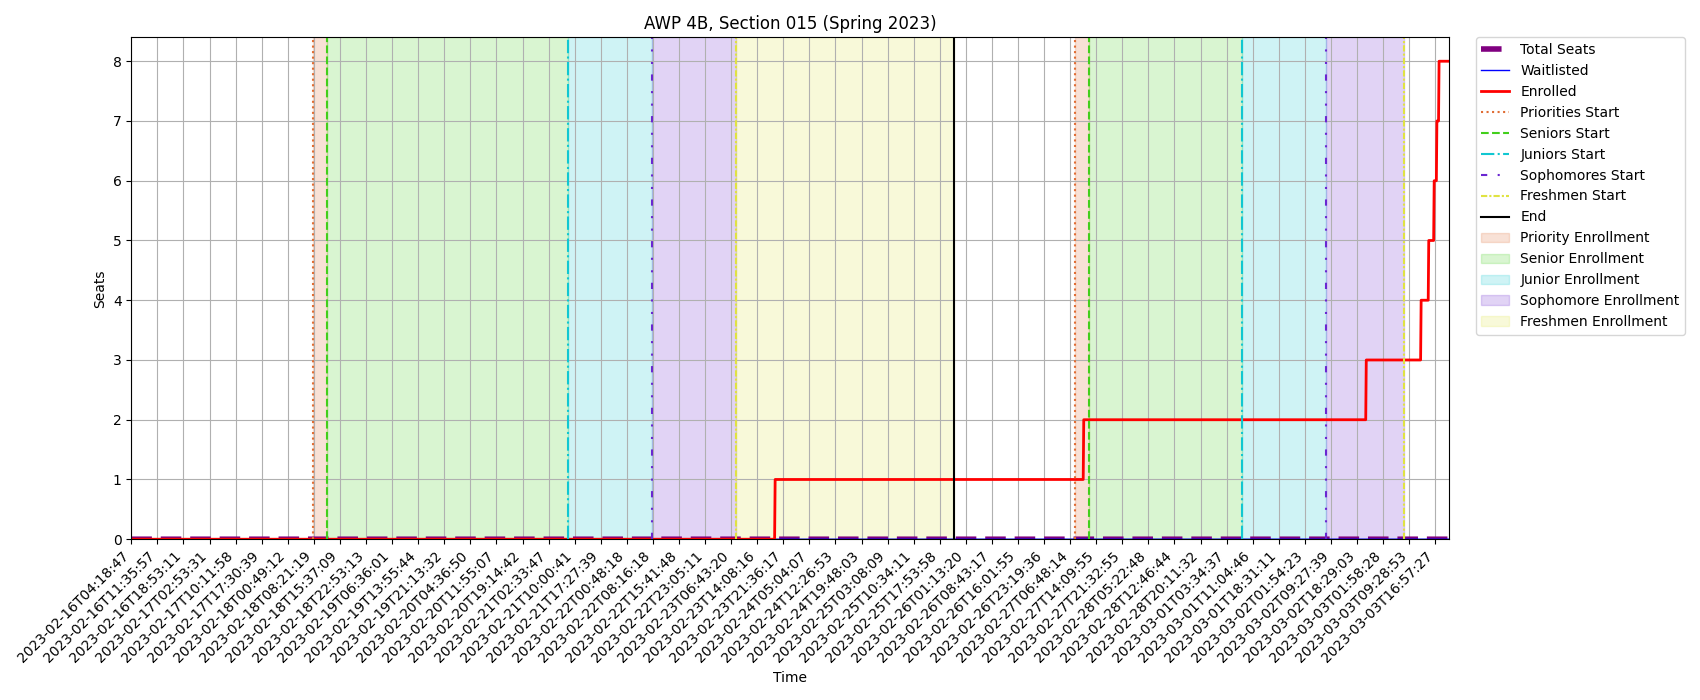 AWP 4B, Section 015 (Spring 2023)
Seats
8
7
6
5
4
3
2
1
0
2023-02-16T04:18:47
2023-02-16T11:35:57
2023-02-16T18:53:11
2023-02-17T02:53:31
2023-02-17T10:11:58
2023-02-17T17:30:39
2023-02-18T00:49:12
2023-02-18T08:21:19
2023-02-18T15:37:09
2023-02-18T22:53:13
2023-02-19T06:36:01
2023-02-19T13:55:44
2023-02-19T21:13:32
2023-02-20T04:36:50
2023-02-20T11:55:07
2023-02-20T19:14:42
2023-02-21T02:33:47
2023-02-21T10:00:41
2023-02-21T17:27:39
2023-02-22T00:48:18
2023-02-22T08:16:18
2023-02-22T15:41:48
2023-02-22T23:05:11
2023-02-23T06:43:20
2023-02-23T14:08:16
2023-02-23T21:36:17
2023-02-24T05:04:07
2023-02-24T12:26:53
2023-02-24T19:48:03
2023-02-25T03:08:09
2023-02-25T10:34:11
2023-02-25T17:53:58
2023-02-26T01:13:20
2023-02-26T08:43:17
2023-02-26T16:01:55
2023-02-26T23:19:36
2023-02-27T06:48:14
2023-02-27T14:09:55
2023-02-27T21:32:55
2023-02-28T05:22:48
2023-02-28T12:46:44
2023-02-28T20:11:32
2023-03-01T03:34:37
2023-03-01T11:04:46
2023-03-01T18:31:11
2023-03-02T01:54:23
2023-03-02T09:27:39
2023-03-02T18:29:03
2023-03-03T01:58:28
2023-03-03T09:28:53
2023-03-03T16:57:27
Time
Total Seats
Waitlisted
Enrolled
Priorities Start
Seniors Start
Juniors Start
Sophomores Start
Freshmen Start
End
Priority Enrollment
Senior Enrollment
Junior Enrollment
Sophomore Enrollment
Freshmen Enrollment